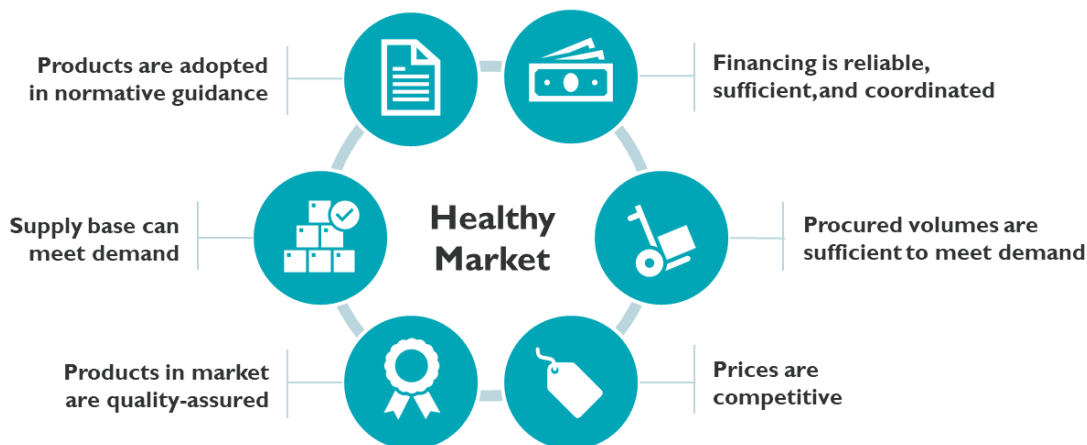 Products are adopted
in normative guidance
Financing is reliable,
sufficient, and coordinated
Supply base can
meet demand
Healthy
Market
Procured volumes are
sufficient to meet demand
Products in market
are quality-assured
Prices are
competitive